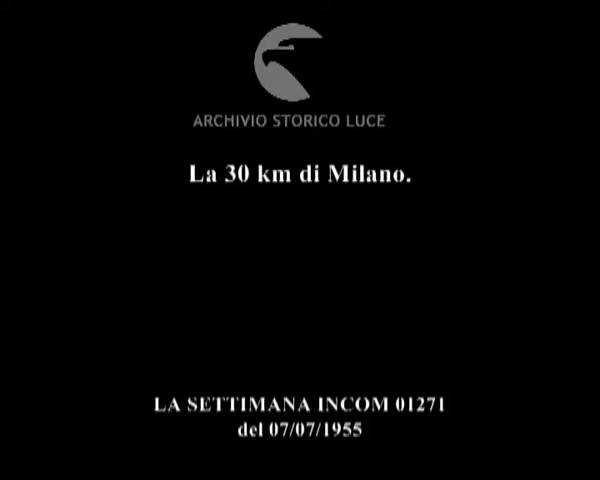 ARCHIVIO STORICO LUCE
La 30 km di Milano.
LA SETTIMANA INCOM 01271
del 07/07/1955